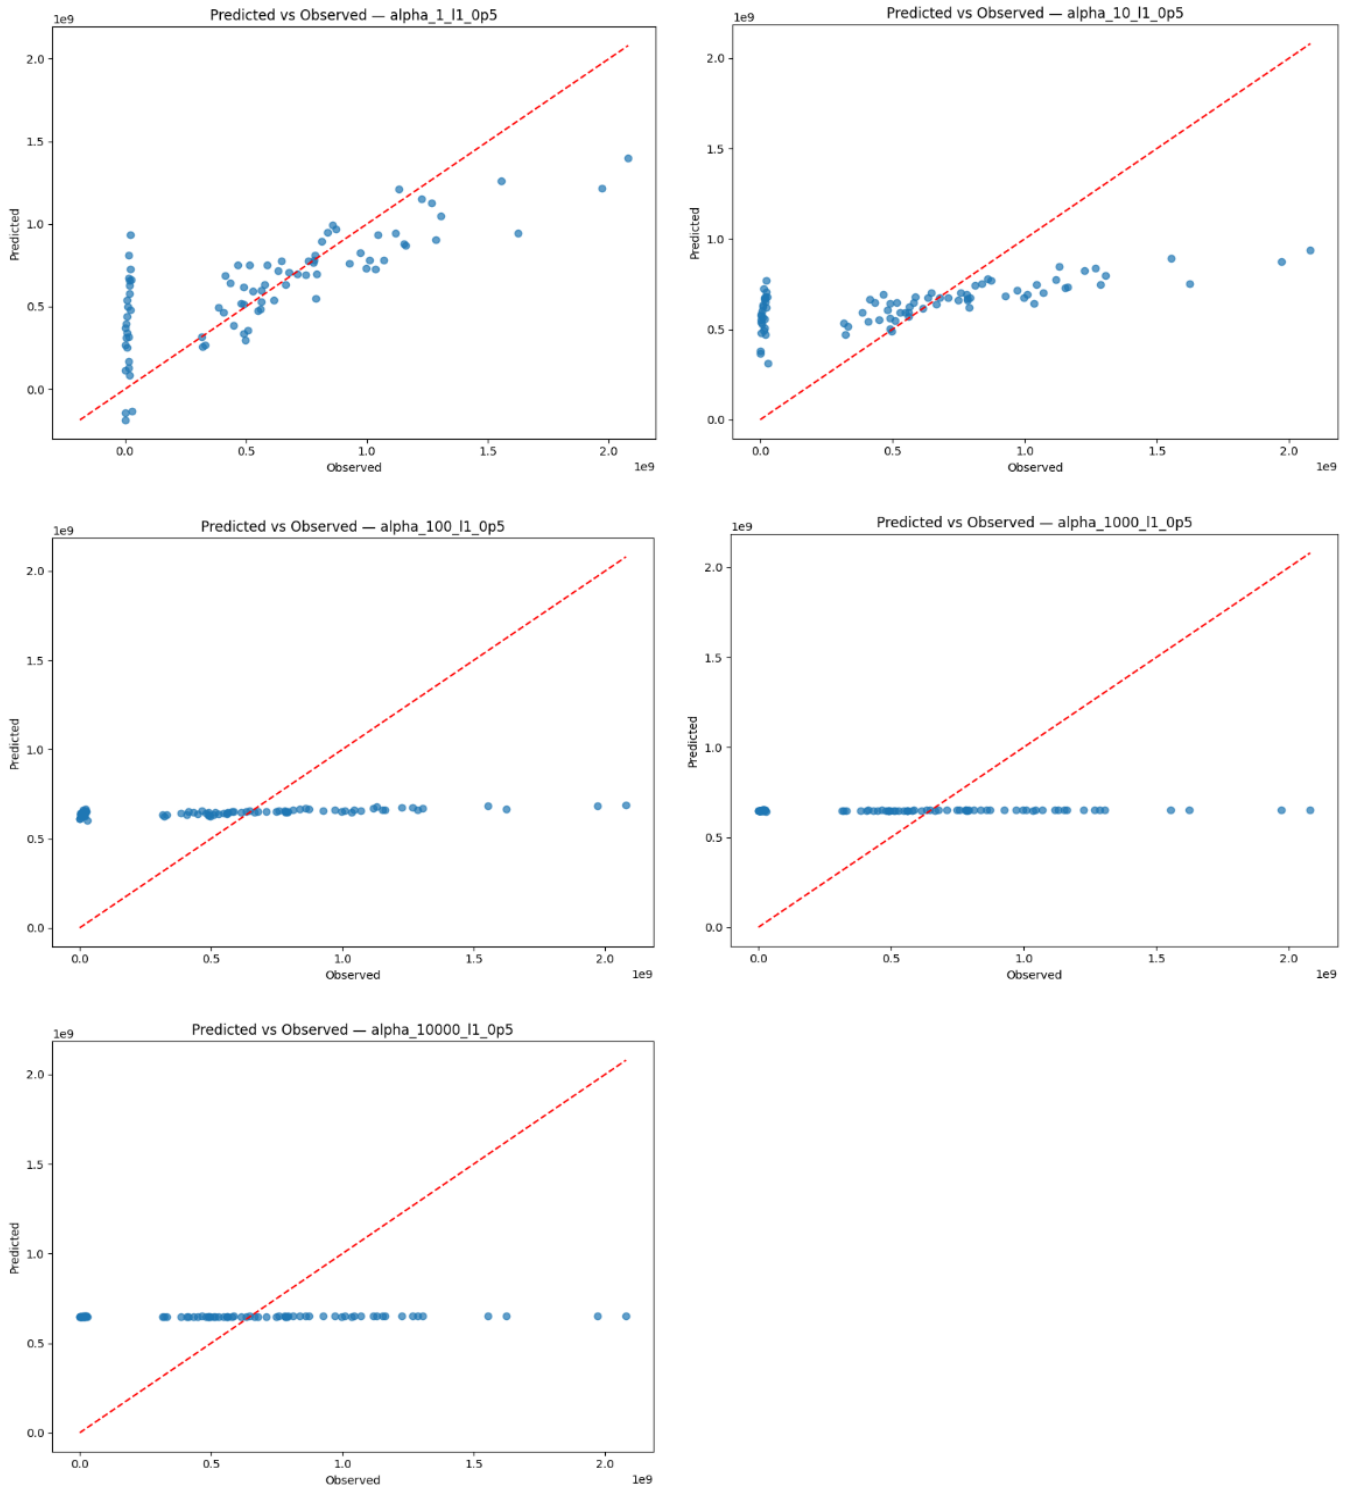 Predicted vs Observed — alpha_1_l1_0p5
1e9
2.0
1.5
1.0
0.5
0.0
Predicted
0.0 0.5 1.0 1.5 2.0
Observed
1e9
Predicted vs Observed — alpha_10_l1_0p5
1e9
2.0
1.5
1.0
0.5
0.0
Predicted
0.0 0.5 1.0 1.5 2.0
Observed
1e9
Predicted vs Observed — alpha_100_l1_0p5
1e9
2.0
1.5
1.0
0.5
0.0
Predicted
0.0 0.5 1.0 1.5 2.0
Observed
1e9
Predicted vs Observed — alpha_1000_l1_0p5
1e9
2.0
1.5
1.0
0.5
0.0
Predicted
0.0 0.5 1.0 1.5 2.0
Observed
1e9
Predicted vs Observed — alpha_10000_l1_0p5
1e9
2.0
1.5
1.0
0.5
0.0
Predicted
0.0 0.5 1.0 1.5 2.0
Observed
1e9